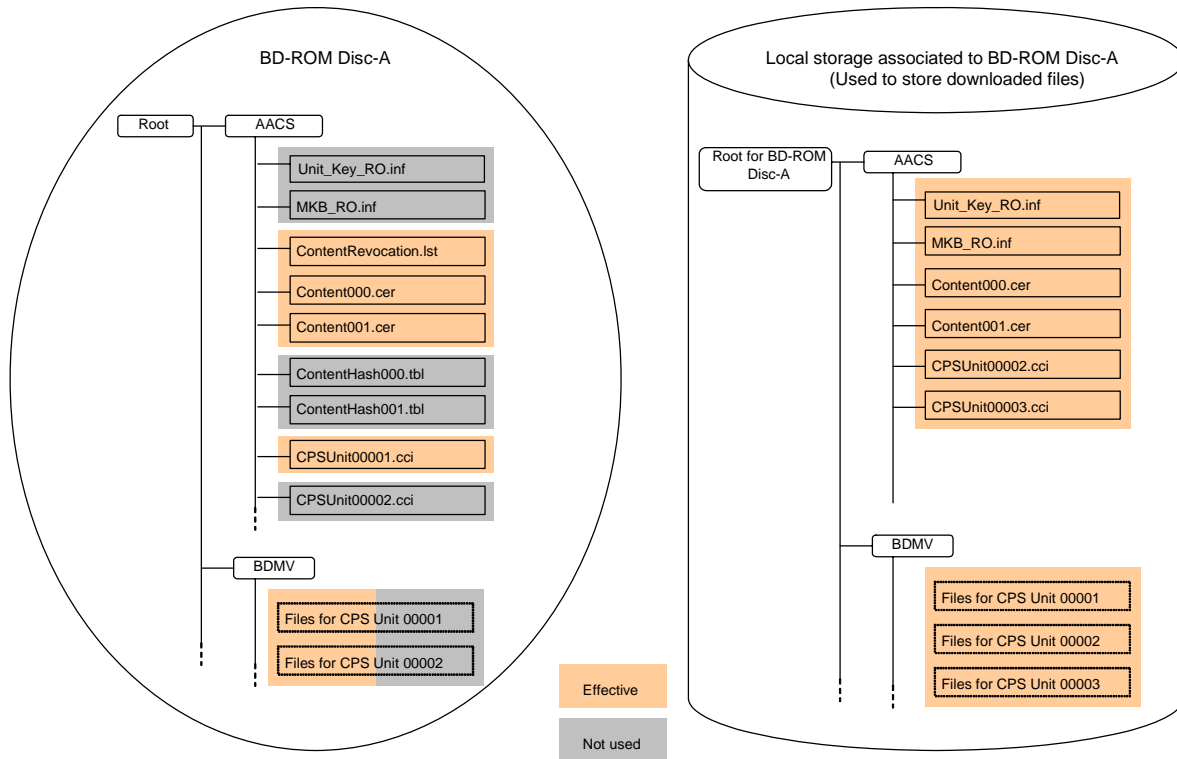 BD-ROM Disc-A
Root
AACS
Unit_Key_RO.inf
MKB_RO.inf
ContentRevocation.lst
Content000.cer
Content001.cer
ContentHash000.tbl
ContentHash001.tbl
CPSUnit00001.cci
CPSUnit00002.cci
BDMV
Files for CPS Unit 00001
Files for CPS Unit 00002
Effective
Not used
Local storage associated to BD-ROM Disc-A
(Used to store downloaded files)
Root for BD-ROM
Disc-A
AACS
Unit_Key_RO.inf
MKB_RO.inf
Content000.cer
Content001.cer
CPSUnit00002.cci
CPSUnit00003.cci
BDMV
Files for CPS Unit 00001
Files for CPS Unit 00002
Files for CPS Unit 00003